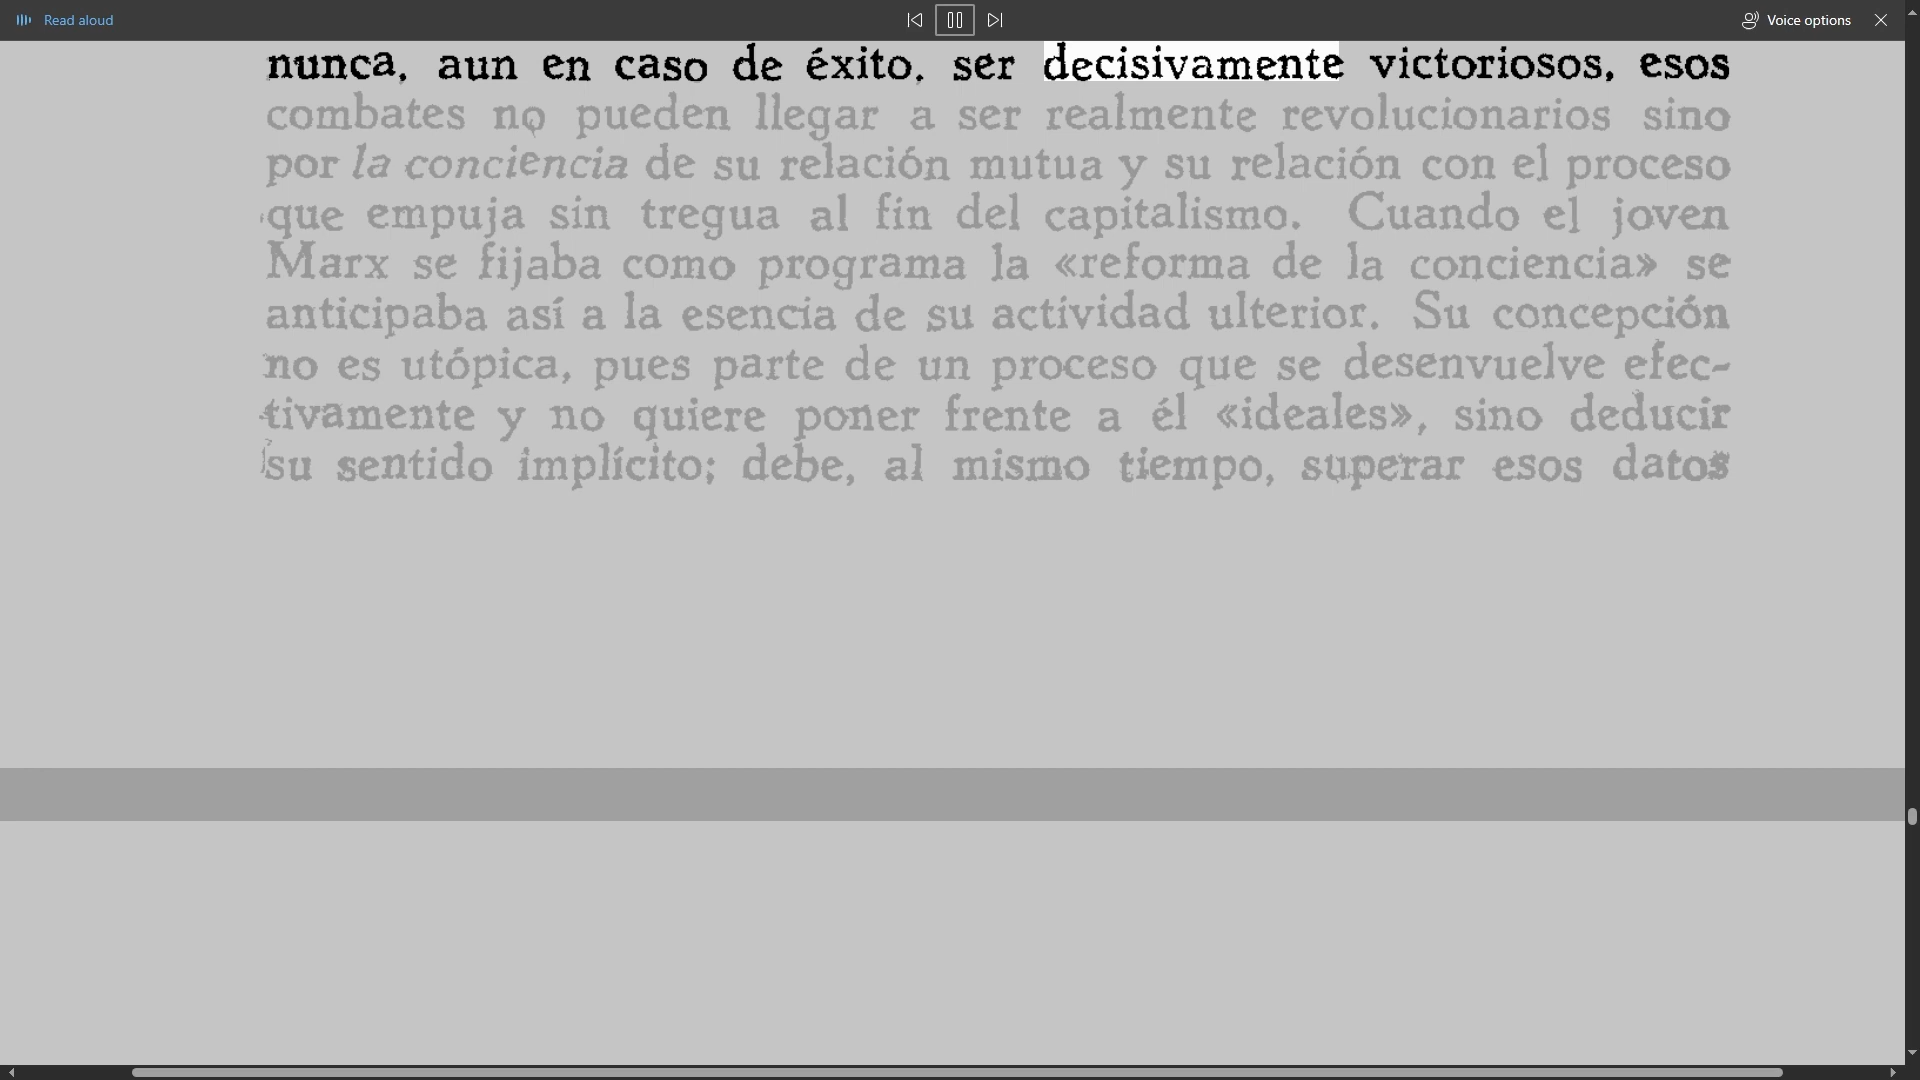 Read aloud
Voice options
nunca, aun en caso de éxito, ser decisivamente victoriosos, esos
combates no pueden llegar a ser realmente revolucionarios sino
por la conciencia de su relación mutua y su relación con el proceso
que empuja sin tregua al fin del capitalismo. Cuando el joven
Marx se fijaba como programa la «reforma de la conciencia» se
anticipaba así a la esencia de su actividad ulterior. Su concepción
no es utópica, pues parte de un proceso que se desenvuelve efec-
tivamente y no quiere poner frente a él «ideales», sino deducir
su sentido implícito; debe, al mismo tiempo, superar esos datos